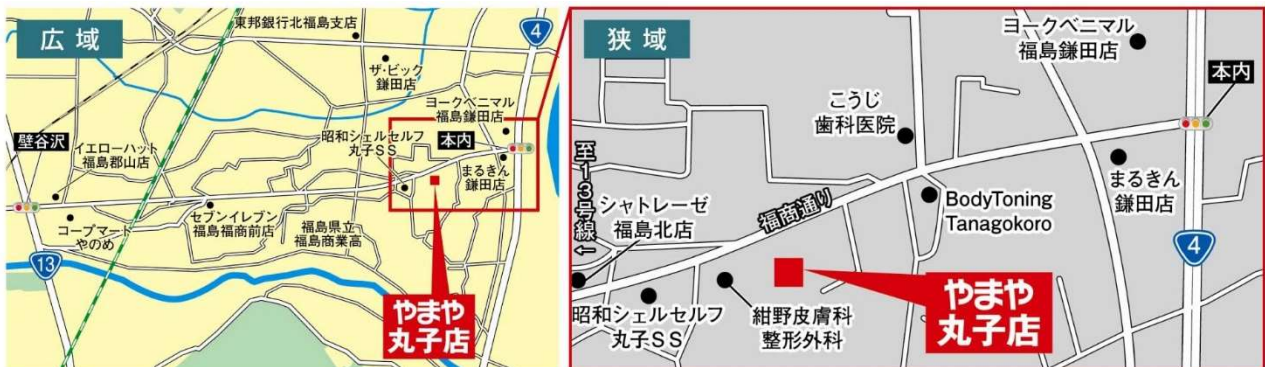 広域
東邦銀行北福島支店
4
ザ・ビック
鎌田店
ヨークベニマル
福島鎌田店
昭和シェルセルフ
丸子SS
本内
壁谷沢
イエローハット
福島郡山店
まるきん
鎌田店
セブンイレブン
福島福商前店
福島県立
福島商業高
コープマート
やのめ
13
やまや
丸子店
狭域
ヨークベニマル
福島鎌田店
本内
こうじ
歯科医院
至13号線←
福商通り
まるきん
鎌田店
シャトレーゼ
福島北店
BodyToning
Tanagokoro
4
昭和シェルセルフ
丸子SS
紺野皮膚科
整形外科
やまや
丸子店